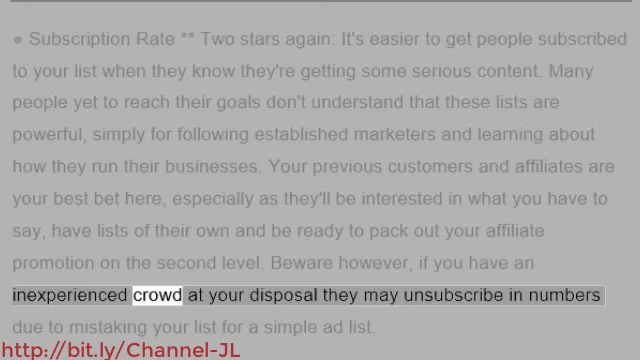 ● Subscription Rate ** Two stars again: It's easier to get people subscribed
to your list when they know they're getting some serious content. Many
people yet to reach their goals don't understand that these lists are
powerful, simply for following established marketers and learning about
how they run their businesses. Your previous customers and affiliates are
your best bet here, especially as they'll be interested in what you have to
say, have lists of their own and be ready to pack out your affiliate
promotion on the second level. Beware however, if you have an
inexperienced crowd at your disposal they may unsubscribe in numbers
due to mistaking your list for a simple ad list.
http://bit.ly/Channel-JL